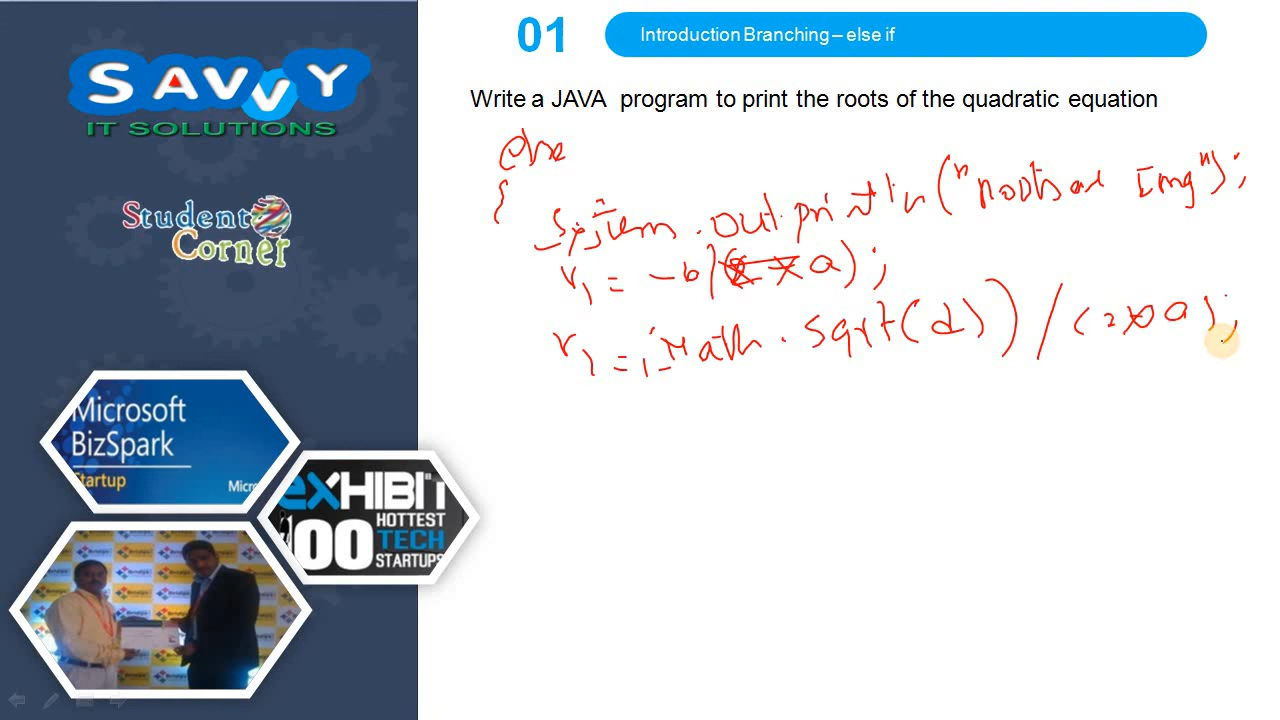 SAVVY
IT SOLUTIONS
Student
Corner
Microsoft
BizSpark
Startup
Micro
eXHIBIT
100
HOTTEST
TECH
STARTUPS
01
Introduction Branching – else if
Write a JAVA program to print the roots of the quadratic equation
else
{
System.out.println("roots are Img");
r1 = -b/( a);
r2 = Math.sqrt(d))/(2*a);